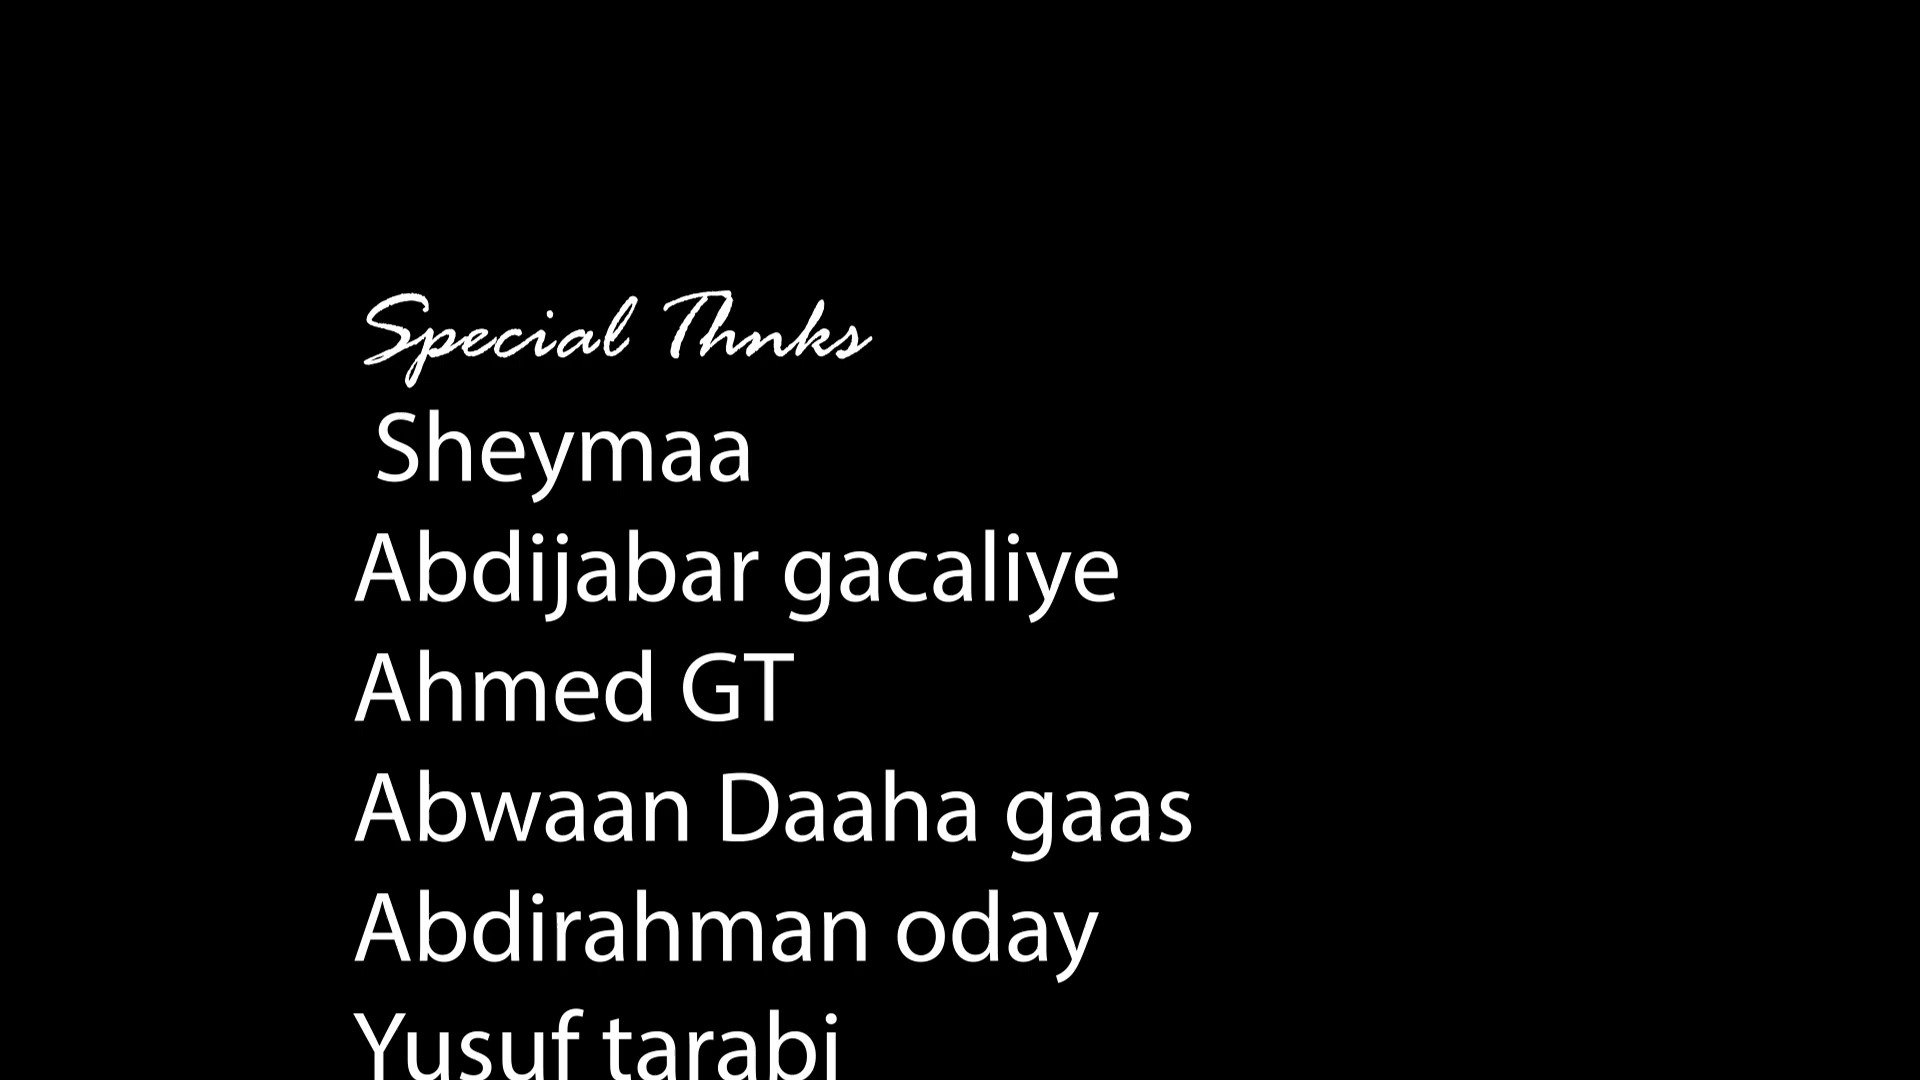 Special Thnks
Sheymaa
Abdijabar gacaliye
Ahmed GT
Abwaan Daaha gaas
Abdirahman oday
Yusuf tarabi